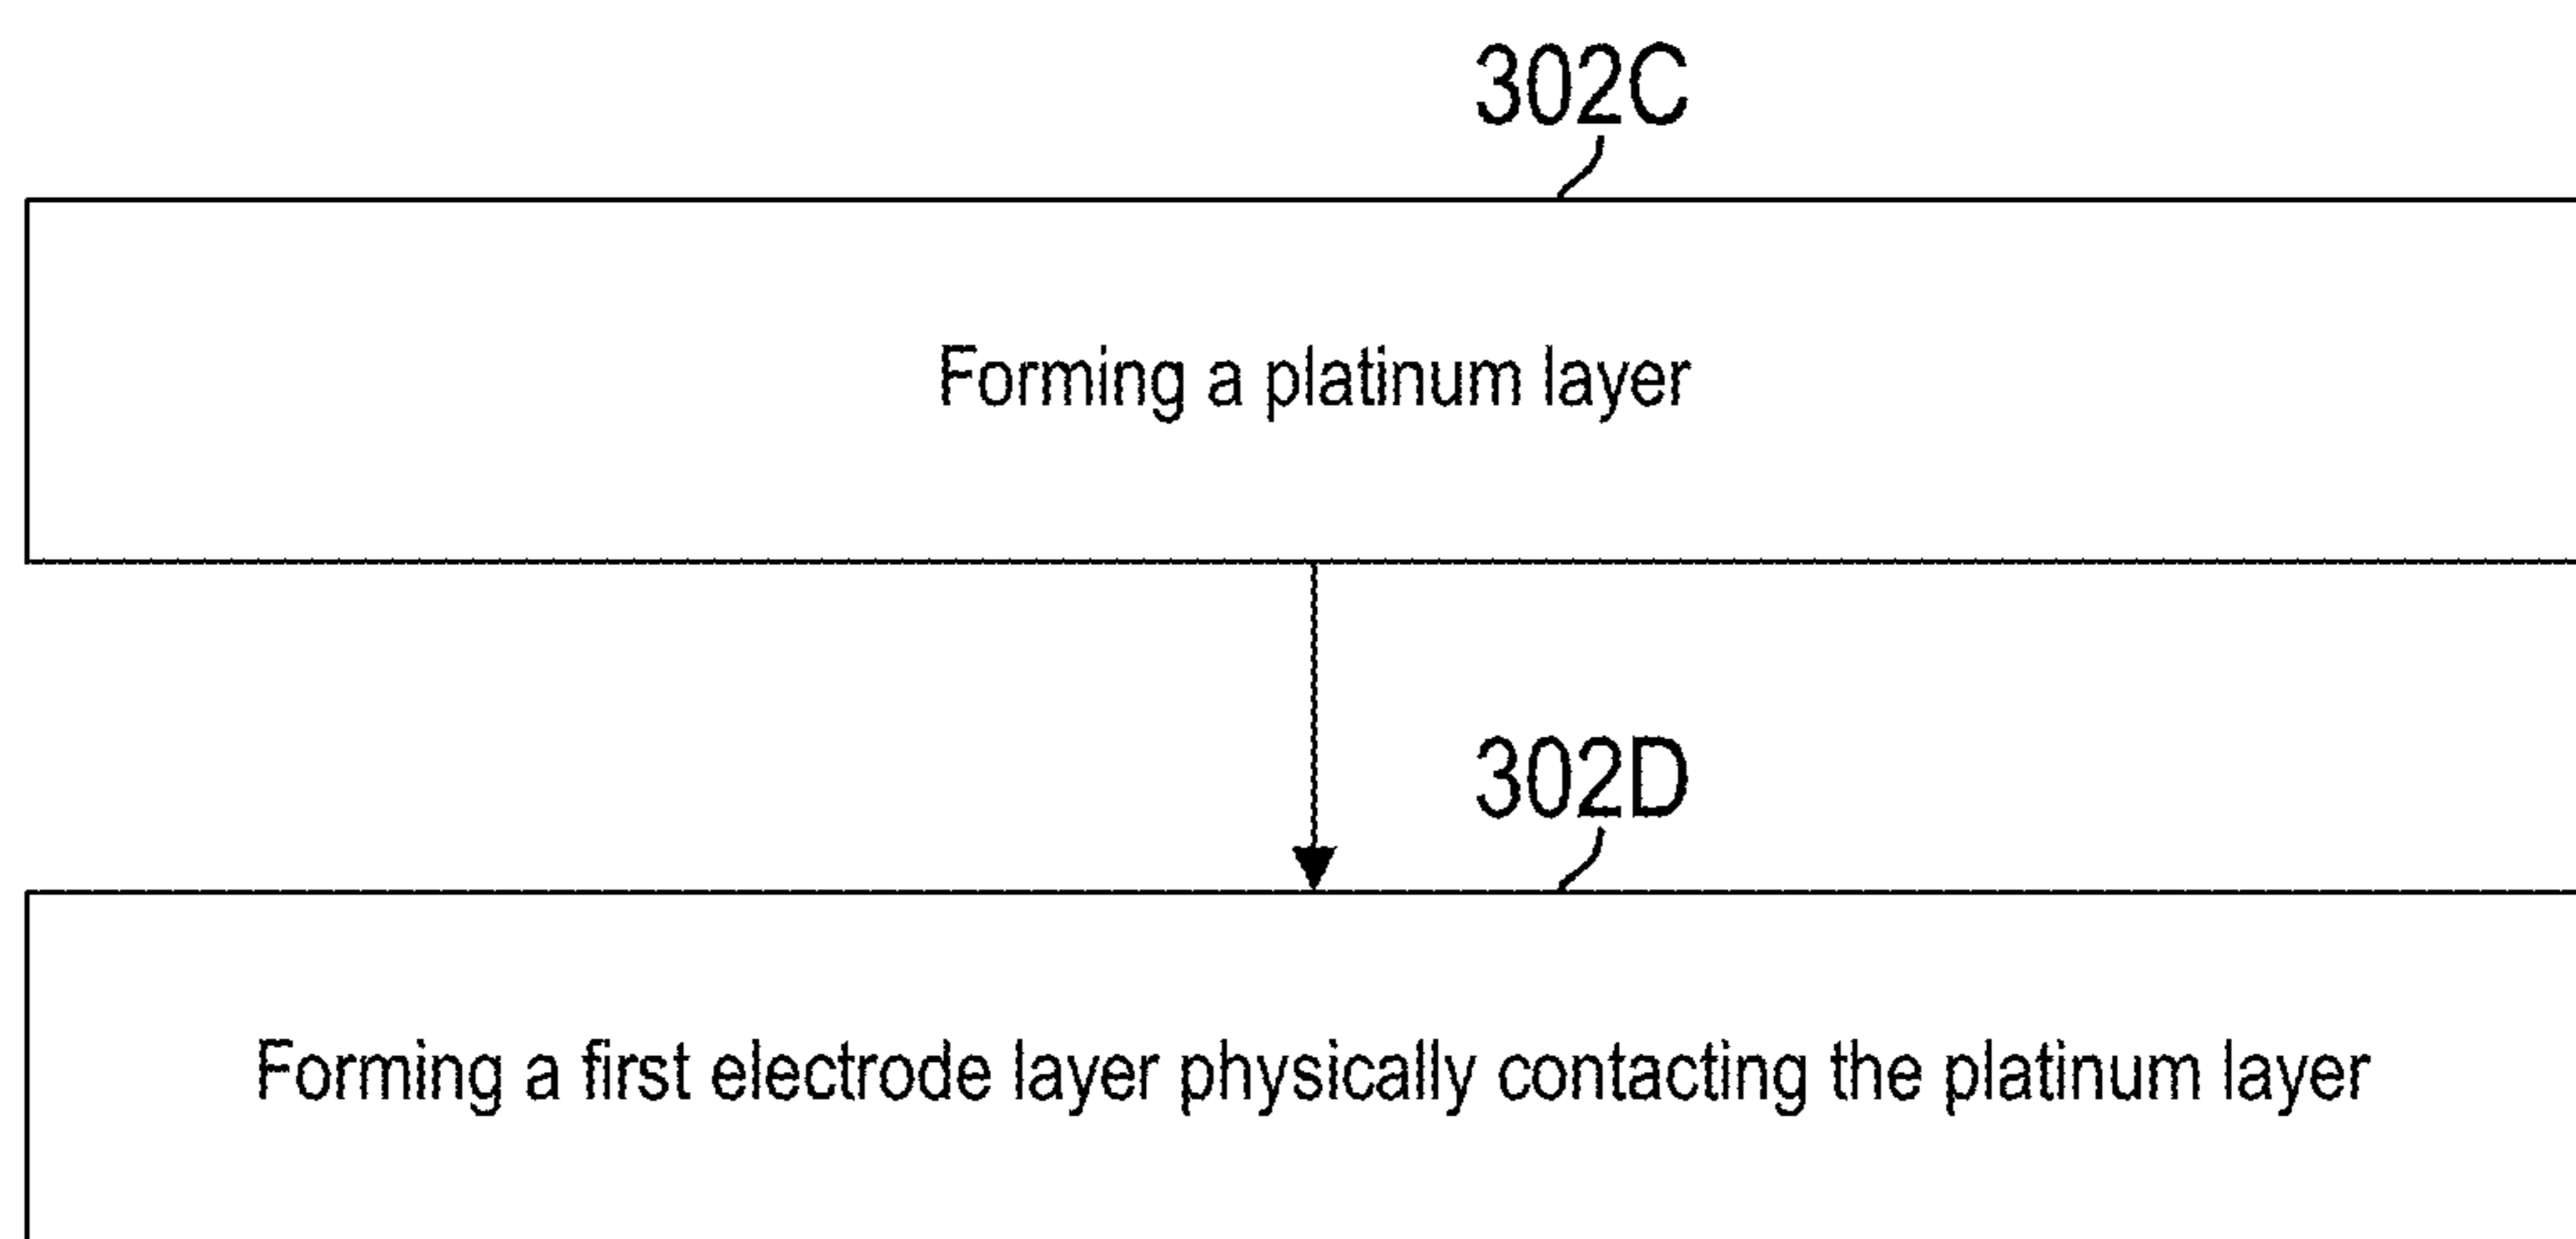 302C
Forming a platinum layer
302D
Forming a first electrode layer physically contacting the platinum layer